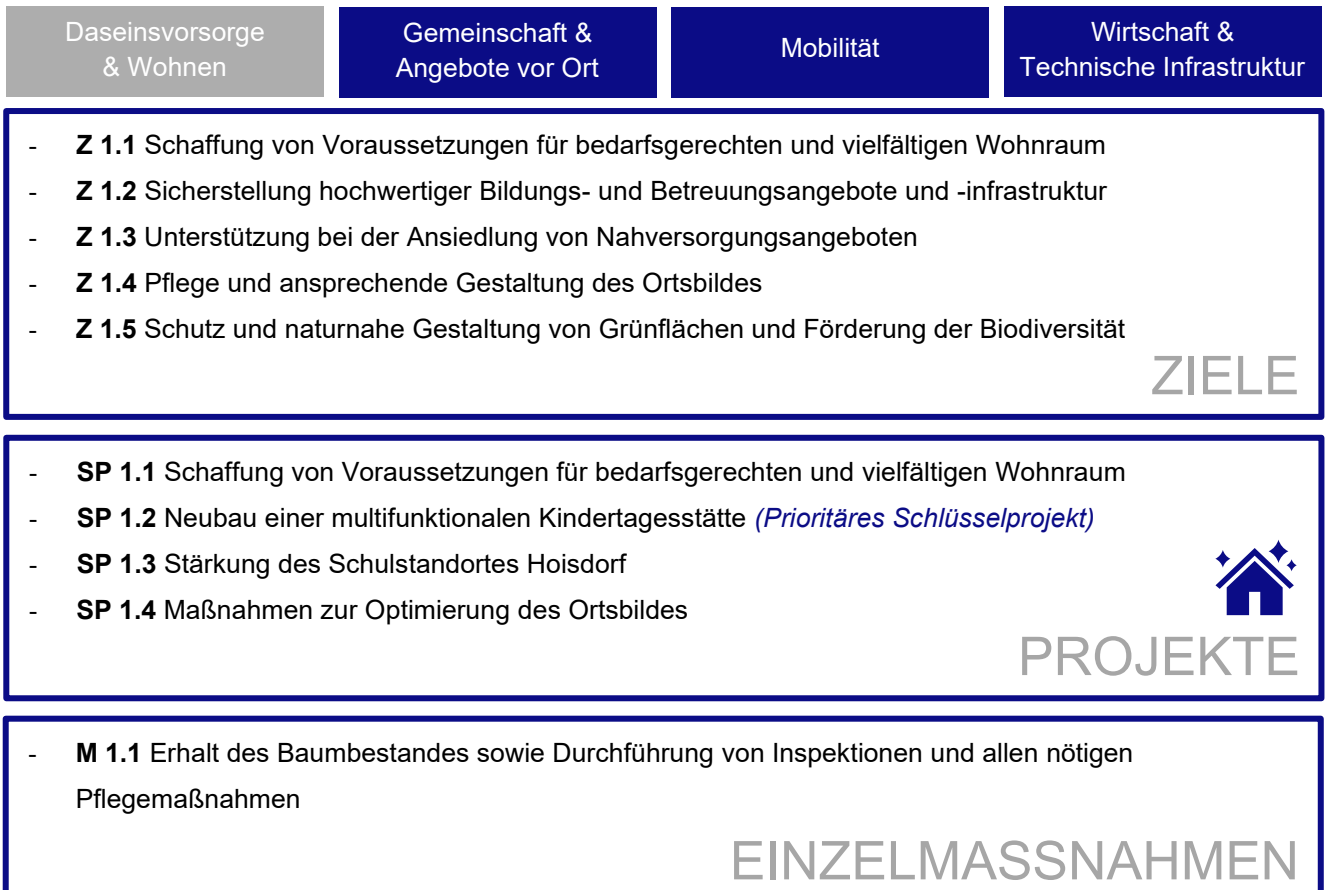 Daseinsvorsorge
& Wohnen
Gemeinschaft &
Angebote vor Ort
Mobilität
Wirtschaft &
Technische Infrastruktur
- Z 1.1 Schaffung von Voraussetzungen für bedarfsgerechten und vielfältigen Wohnraum
- Z 1.2 Sicherstellung hochwertiger Bildungs- und Betreuungsangebote und -infrastruktur
- Z 1.3 Unterstützung bei der Ansiedlung von Nahversorgungsangeboten
- Z 1.4 Pflege und ansprechende Gestaltung des Ortsbildes
- Z 1.5 Schutz und naturnahe Gestaltung von Grünflächen und Förderung der Biodiversität
ZIELE
- SP 1.1 Schaffung von Voraussetzungen für bedarfsgerechten und vielfältigen Wohnraum
- SP 1.2 Neubau einer multifunktionalen Kindertagesstätte (Prioritäres Schlüsselprojekt)
- SP 1.3 Stärkung des Schulstandortes Hoisdorf
- SP 1.4 Maßnahmen zur Optimierung des Ortsbildes
PROJEKTE
- M 1.1 Erhalt des Baumbestandes sowie Durchführung von Inspektionen und allen nötigen
Pflegemaßnahmen
EINZELMASSNAHMEN